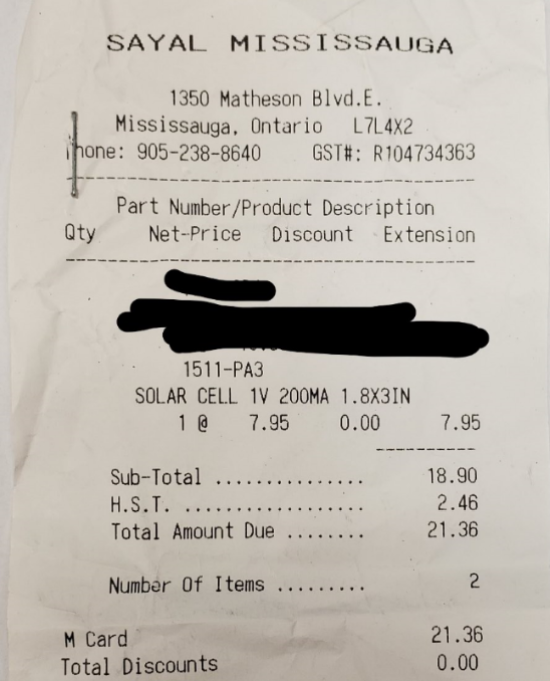 SAYAL MISSISSAUGA
1350 Matheson Blvd.E.
Mississauga, Ontario L7L4X2
hone: 905-238-8640 GST#: R104734363
Part Number/Product Description
Qty Net-Price Discount Extension
1511-PA3
SOLAR CELL 1V 200MA 1.8X3IN
1 @ 7.95 0.00 7.95
Sub-Total ............... 18.90
H.S.T. .................. 2.46
Total Amount Due ........ 21.36
Number Of Items ......... 2
M Card 21.36
Total Discounts 0.00